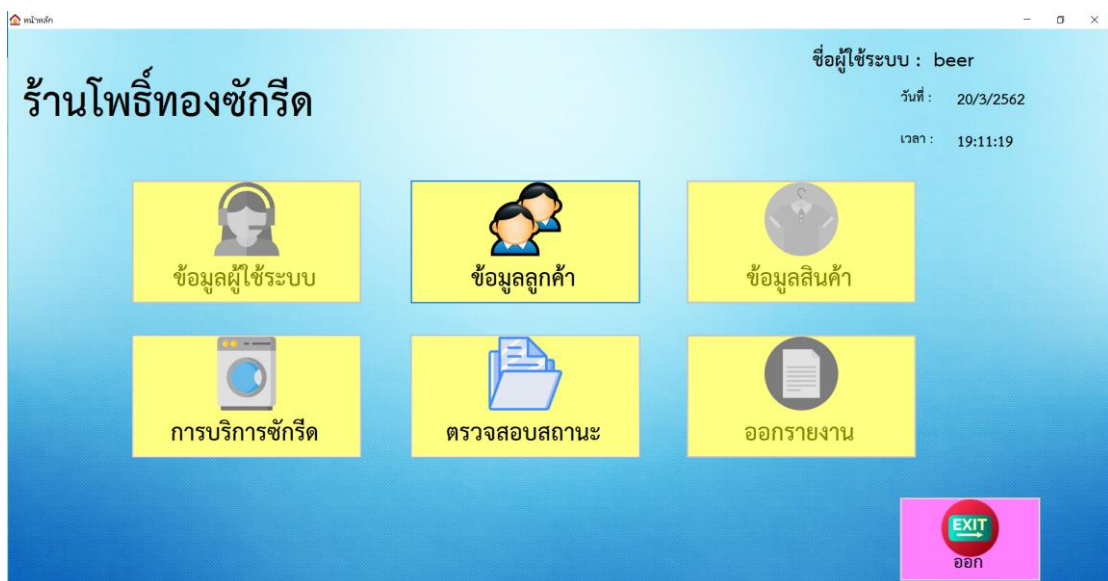 หน้าหลัก
ชื่อผู้ใช้ระบบ : beer
ร้านโพธิ์ทองซักรีด
วันที่ : 20/3/2562
เวลา : 19:11:19
ข้อมูลผู้ใช้ระบบ
ข้อมูลลูกค้า
ข้อมูลสินค้า
การบริการซักรีด
ตรวจสอบสถานะ
ออกรายงาน
EXIT
ออก